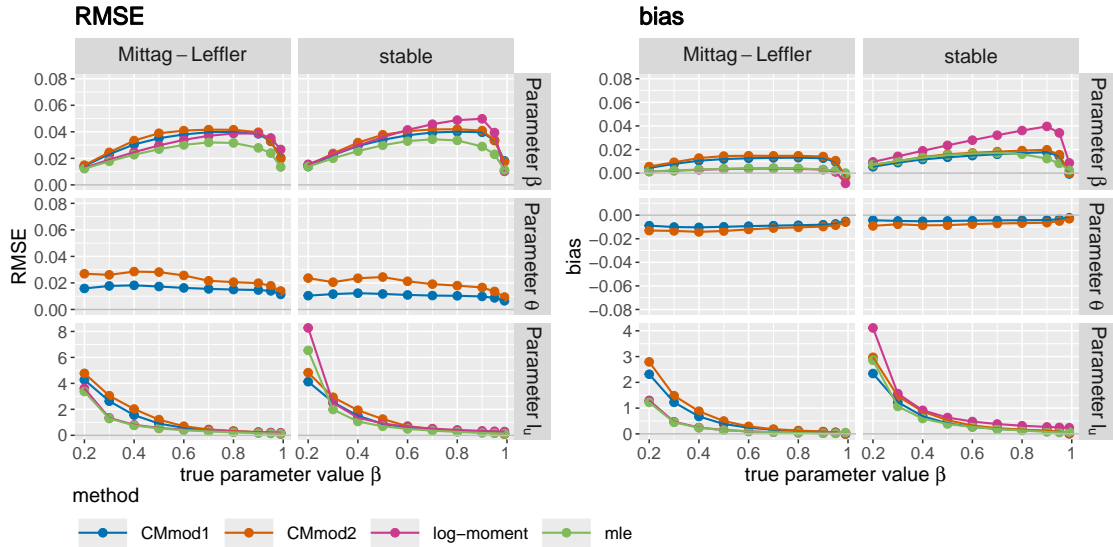 RMSE
bias
Mittag – Leffler
stable
Mittag – Leffler
stable
0.08
0.06
0.04
0.02
0.00
Parameter β
0.08
0.06
0.04
0.02
0.00
Parameter β
0.08
0.06
0.04
0.02
0.00
Parameter θ
0.00
−0.02
−0.04
−0.06
−0.08
Parameter θ
8
6
4
2
0
Parameter Iᵤ
4
3
2
1
0
Parameter Iᵤ
RMSE
bias
0.2 0.4 0.6 0.8 1 0.2 0.4 0.6 0.8 1
0.2 0.4 0.6 0.8 1 0.2 0.4 0.6 0.8 1
true parameter value β
true parameter value β
method
CMmod1 CMmod2 log−moment mle